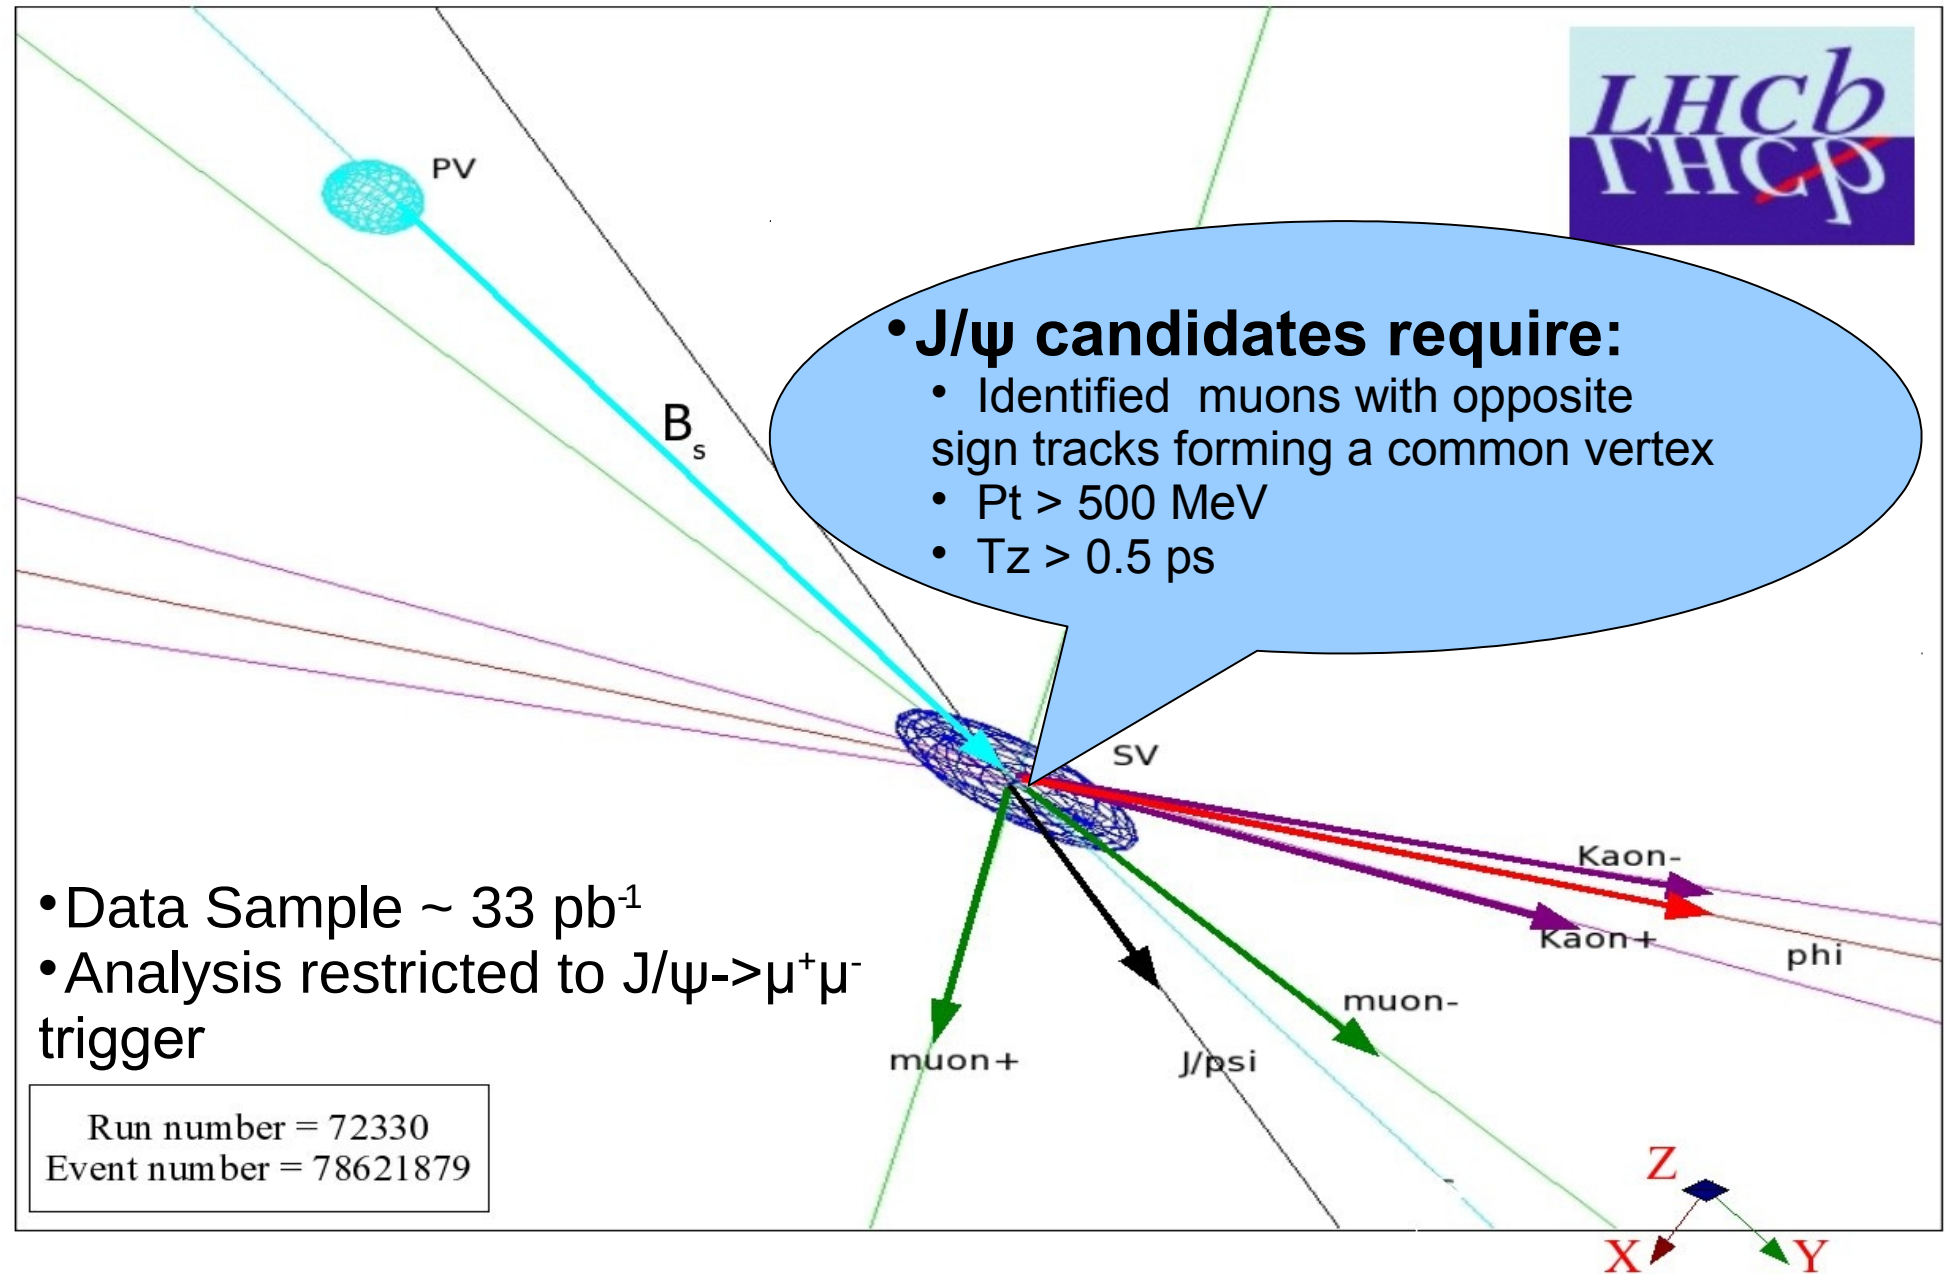 LHCb
LHCb
PV
• J/ψ candidates require:
• Identified muons with opposite
sign tracks forming a common vertex
• Pt > 500 MeV
• Tz > 0.5 ps
Bs
SV
Kaon-
Kaon+
phi
muon-
muon+
J/psi
• Data Sample ~ 33 pb-1
• Analysis restricted to J/ψ->μ+μ-
trigger
Run number = 72330
Event number = 78621879
Z
X
Y